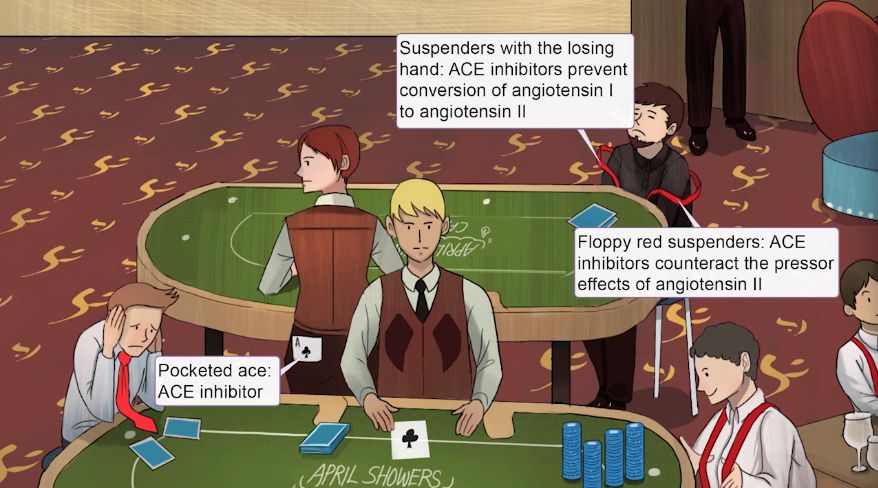 Suspenders with the losing
hand: ACE inhibitors prevent
conversion of angiotensin I
to angiotensin II
Floppy red suspenders: ACE
inhibitors counteract the pressor
effects of angiotensin II
Pocketed ace:
ACE inhibitor
A
APRIL
APRIL SHOWERS